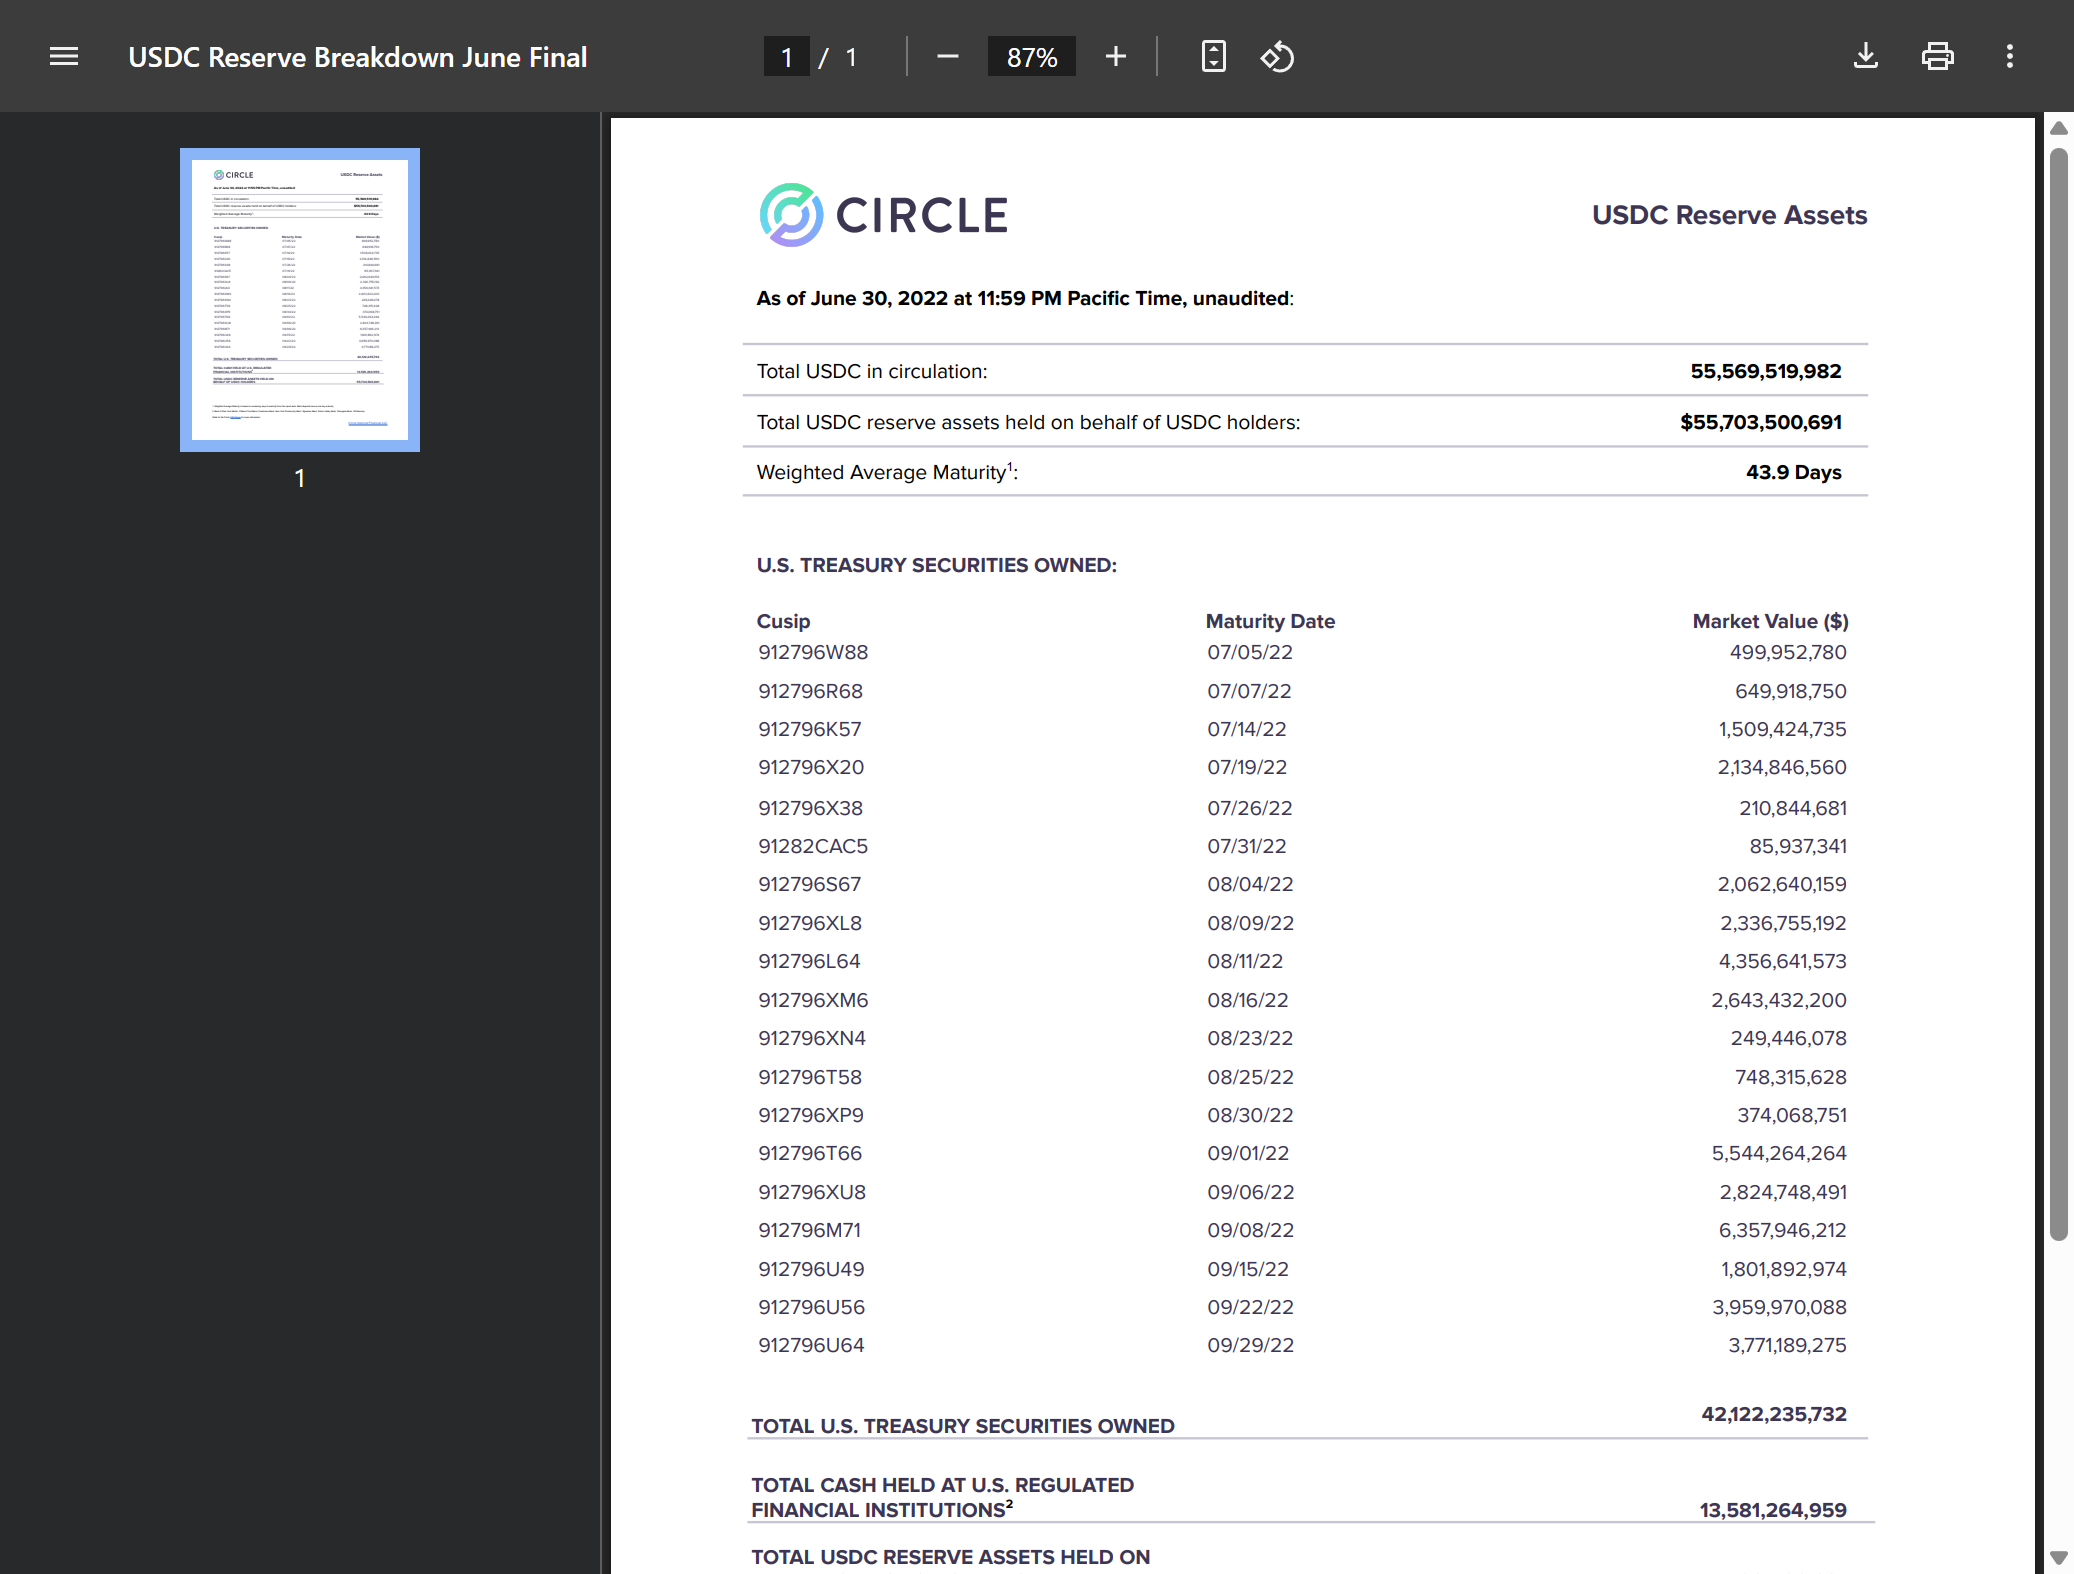 USDC Reserve Breakdown June Final
1 / 1
87%
1
CIRCLE
USDC Reserve Assets
As of June 30, 2022 at 11:59 PM Pacific Time, unaudited:
Total USDC in circulation: 55,569,519,982
Total USDC reserve assets held on behalf of USDC holders: $55,703,500,691
Weighted Average Maturity¹: 43.9 Days
U.S. TREASURY SECURITIES OWNED:
Cusip Maturity Date Market Value ($)
912796W88 07/05/22 499,952,780
912796R68 07/07/22 649,918,750
912796K57 07/14/22 1,509,424,735
912796X20 07/19/22 2,134,846,560
912796X38 07/26/22 210,844,681
91282CAC5 07/31/22 85,937,341
912796S67 08/04/22 2,062,640,159
912796XL8 08/09/22 2,336,755,192
912796L64 08/11/22 4,356,641,573
912796XM6 08/16/22 2,643,432,200
912796XN4 08/23/22 249,446,078
912796T58 08/25/22 748,315,628
912796XP9 08/30/22 374,068,751
912796T66 09/01/22 5,544,264,264
912796XU8 09/06/22 2,824,748,491
912796M71 09/08/22 6,357,946,212
912796U49 09/15/22 1,801,892,974
912796U56 09/22/22 3,959,970,088
912796U64 09/29/22 3,771,189,275
TOTAL U.S. TREASURY SECURITIES OWNED 42,122,235,732
TOTAL CASH HELD AT U.S. REGULATED
FINANCIAL INSTITUTIONS² 13,581,264,959
TOTAL USDC RESERVE ASSETS HELD ON